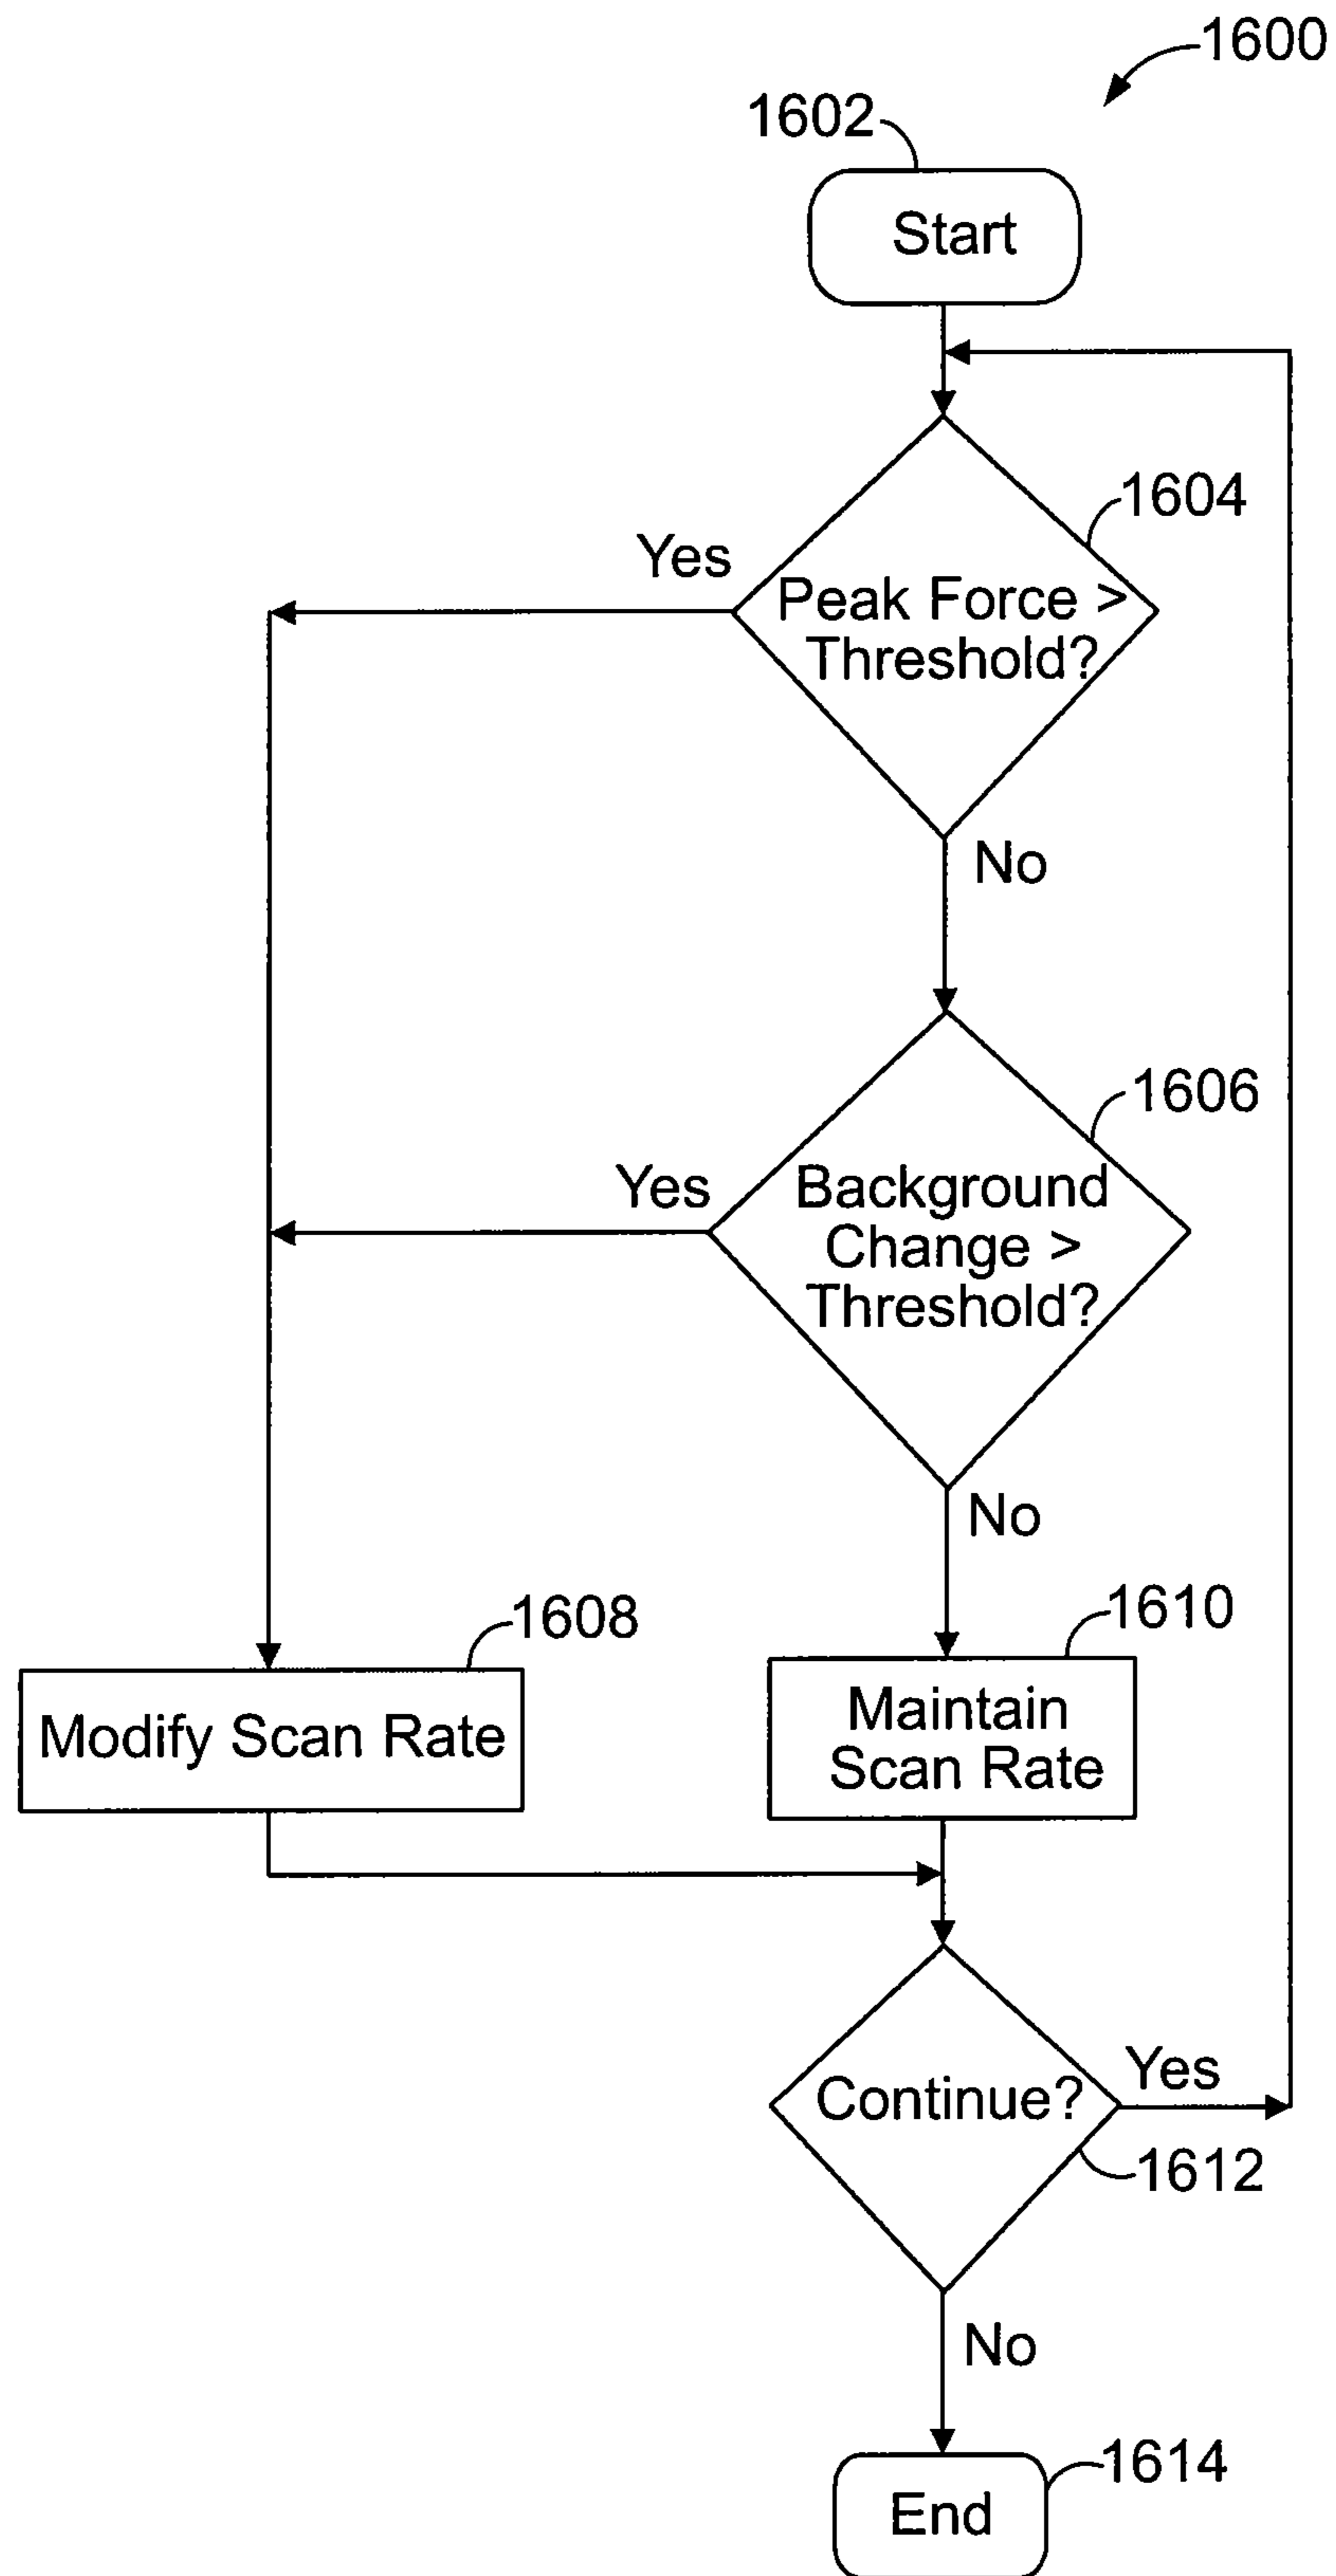 1600
1602
Start
1604
Yes
Peak Force >
Threshold?
No
1606
Yes
Background
Change >
Threshold?
No
1608
1610
Modify Scan Rate
Maintain
Scan Rate
Continue?
Yes
1612
No
1614
End